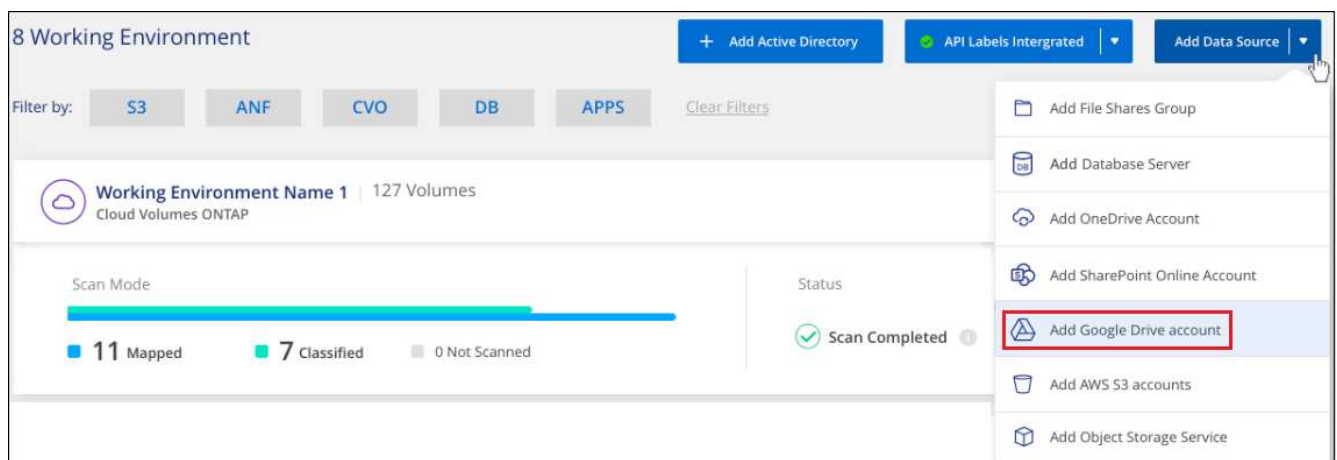 8 Working Environment
+ Add Active Directory
API Labels Intergrated
Add Data Source
Filter by:
S3
ANF
CVO
DB
APPS
Clear Filters
Working Environment Name 1 | 127 Volumes
Cloud Volumes ONTAP
Scan Mode
11 Mapped
7 Classified
0 Not Scanned
Status
Scan Completed
Add File Shares Group
DB
Add Database Server
Add OneDrive Account
S
Add SharePoint Online Account
Add Google Drive account
Add AWS S3 accounts
Add Object Storage Service